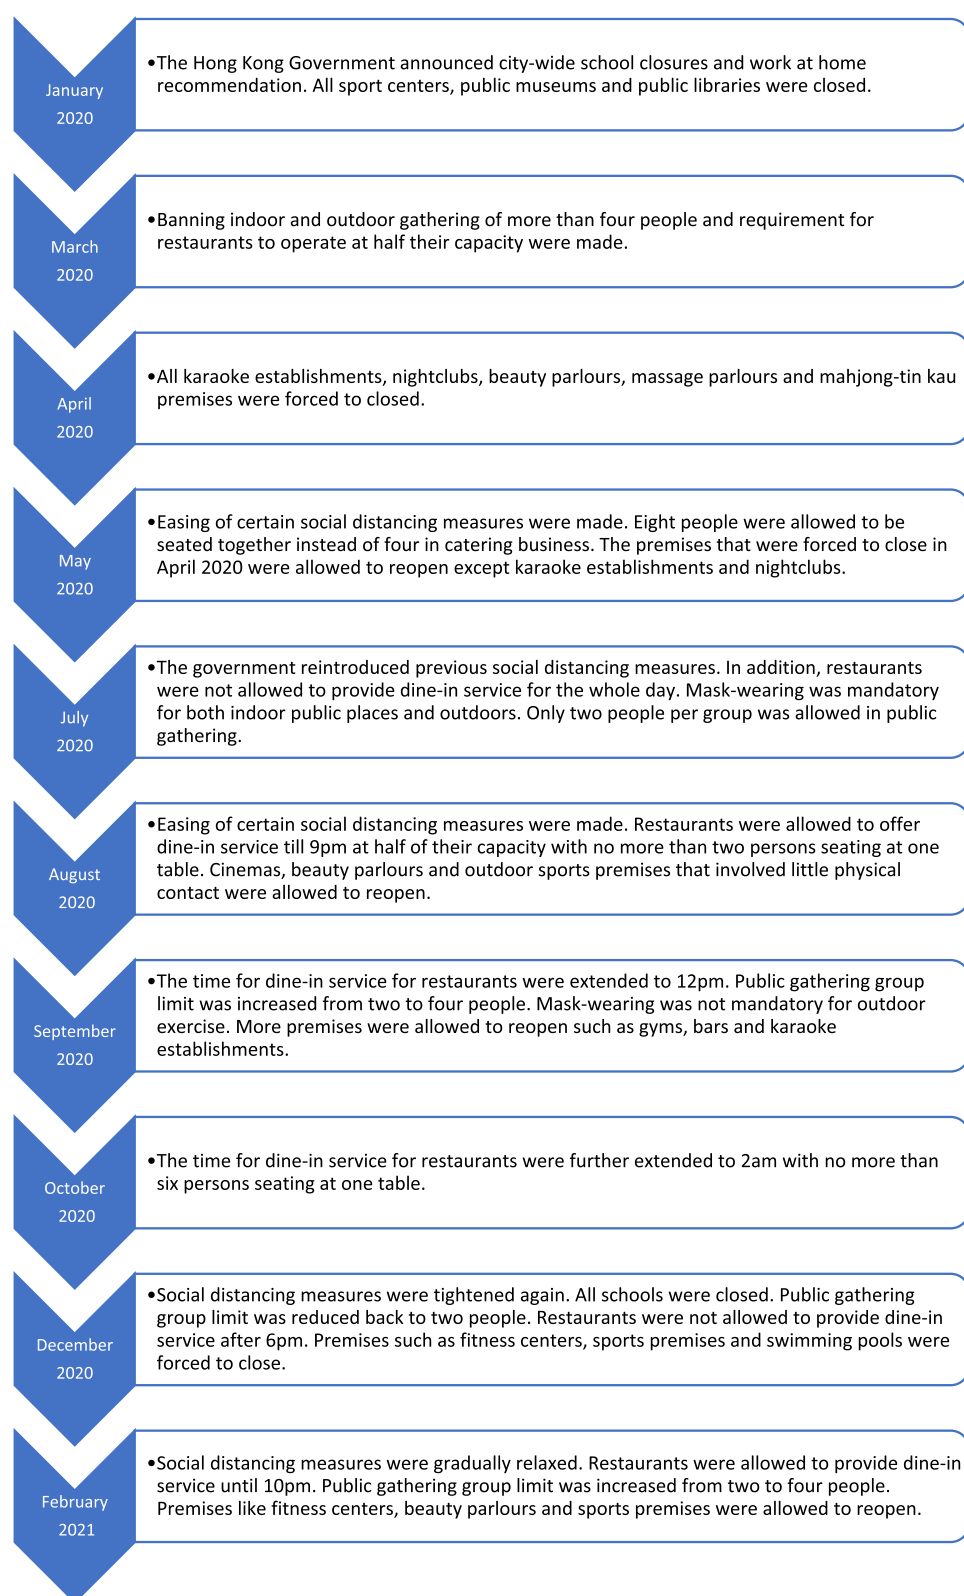 January
2020
•The Hong Kong Government announced city-wide school closures and work at home
recommendation. All sport centers, public museums and public libraries were closed.
March
2020
•Banning indoor and outdoor gathering of more than four people and requirement for
restaurants to operate at half their capacity were made.
April
2020
•All karaoke establishments, nightclubs, beauty parlours, massage parlours and mahjong-tin kau
premises were forced to closed.
May
2020
•Easing of certain social distancing measures were made. Eight people were allowed to be
seated together instead of four in catering business. The premises that were forced to close in
April 2020 were allowed to reopen except karaoke establishments and nightclubs.
July
2020
•The government reintroduced previous social distancing measures. In addition, restaurants
were not allowed to provide dine-in service for the whole day. Mask-wearing was mandatory
for both indoor public places and outdoors. Only two people per group was allowed in public
gathering.
August
2020
•Easing of certain social distancing measures were made. Restaurants were allowed to offer
dine-in service till 9pm at half of their capacity with no more than two persons seating at one
table. Cinemas, beauty parlours and outdoor sports premises that involved little physical
contact were allowed to reopen.
September
2020
•The time for dine-in service for restaurants were extended to 12pm. Public gathering group
limit was increased from two to four people. Mask-wearing was not mandatory for outdoor
exercise. More premises were allowed to reopen such as gyms, bars and karaoke
establishments.
October
2020
•The time for dine-in service for restaurants were further extended to 2am with no more than
six persons seating at one table.
December
2020
•Social distancing measures were tightened again. All schools were closed. Public gathering
group limit was reduced back to two people. Restaurants were not allowed to provide dine-in
service after 6pm. Premises such as fitness centers, sports premises and swimming pools were
forced to close.
February
2021
•Social distancing measures were gradually relaxed. Restaurants were allowed to provide dine-in
service until 10pm. Public gathering group limit was increased from two to four people.
Premises like fitness centers, beauty parlours and sports premises were allowed to reopen.